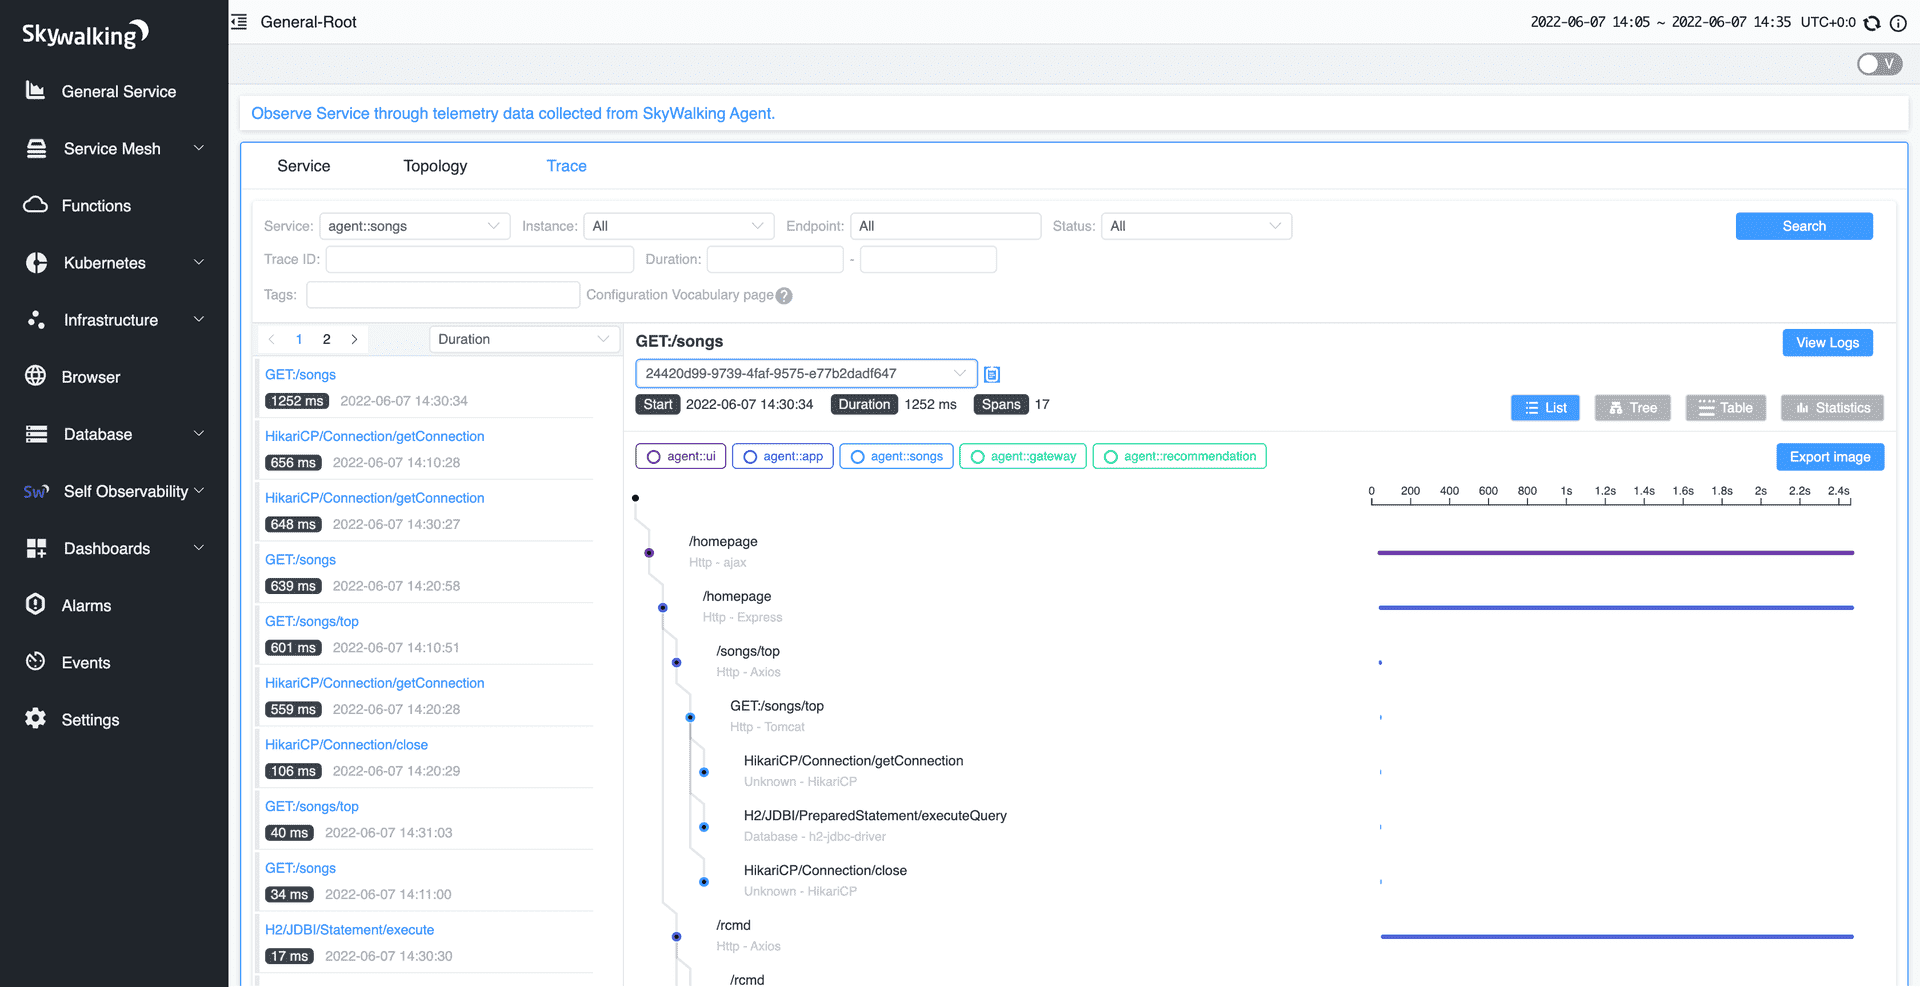 Skywalking
General Service
Service Mesh
Functions
Kubernetes
Infrastructure
Browser
Database
Sw Self Observability
Dashboards
Alarms
Events
Settings
General-Root
2022-06-07 14:05 ~ 2022-06-07 14:35 UTC+0:0
V
Observe Service through telemetry data collected from SkyWalking Agent.
Service Topology Trace
Service: agent::songs Instance: All Endpoint: All Status: All Search
Trace ID: Duration: -
Tags: Configuration Vocabulary page ?
1 2 Duration
GET:/songs
1252 ms 2022-06-07 14:30:34
HikariCP/Connection/getConnection
656 ms 2022-06-07 14:10:28
HikariCP/Connection/getConnection
648 ms 2022-06-07 14:30:27
GET:/songs
639 ms 2022-06-07 14:20:58
GET:/songs/top
601 ms 2022-06-07 14:10:51
HikariCP/Connection/getConnection
559 ms 2022-06-07 14:20:28
HikariCP/Connection/close
106 ms 2022-06-07 14:20:29
GET:/songs/top
40 ms 2022-06-07 14:31:03
GET:/songs
34 ms 2022-06-07 14:11:00
H2/JDBI/Statement/execute
17 ms 2022-06-07 14:30:30
GET:/songs View Logs
24420d99-9739-4faf-9575-e77b2dadf647
Start 2022-06-07 14:30:34 Duration 1252 ms Spans 17
List Tree Table Statistics
agent::ui agent::app agent::songs agent::gateway agent::recommendation Export image
0 200 400 600 800 1s 1.2s 1.4s 1.6s 1.8s 2s 2.2s 2.4s
/homepage
Http - ajax
/homepage
Http - Express
/songs/top
Http - Axios
GET:/songs/top
Http - Tomcat
HikariCP/Connection/getConnection
Unknown - HikariCP
H2/JDBI/PreparedStatement/executeQuery
Database - h2-jdbc-driver
HikariCP/Connection/close
Unknown - HikariCP
/rcmd
Http - Axios
/rcmd